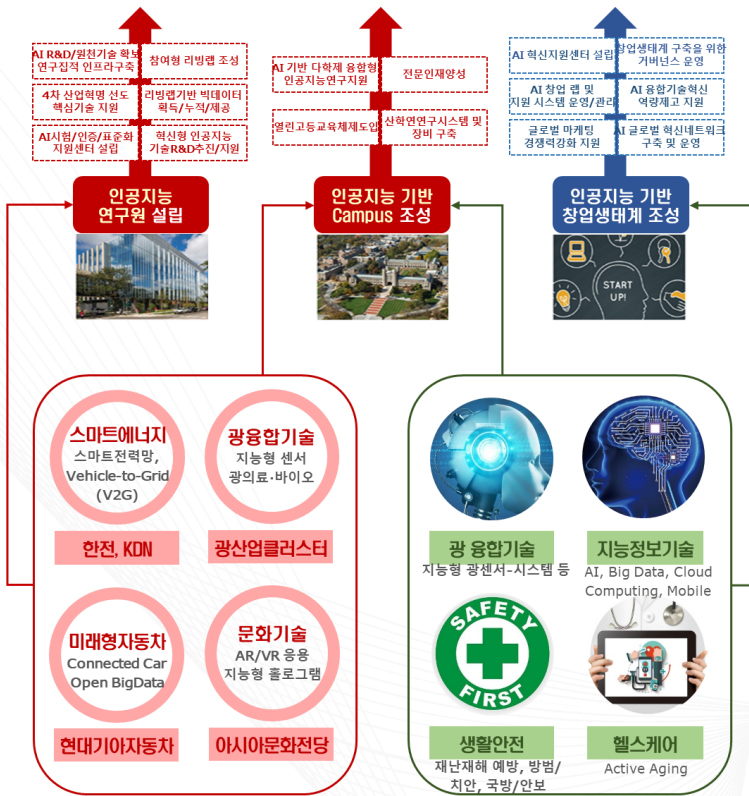 AI R&D/원천기술 확보
연구집적 인프라구축
참여형 리빙랩 조성
4차 산업혁명 선도
핵심기술 지원
리빙랩기반 빅데이터
획득/누적/제공
AI시험/인증/표준화
지원센터 설립
혁신형 인공지능
기술R&D추진/지원
인공지능
연구원 설립
AI 기반 다학제 융합형
인공지능연구지원
전문인재양성
열린고등교육체제도입
산학연연구시스템 및
장비 구축
인공지능 기반
Campus 조성
AI 혁신지원센터 설립
창업생태계 구축을 위한
거버넌스 운영
AI 창업 랩 및
지원 시스템 운영/관리
AI 융합기술혁신
역량제고 지원
글로벌 마케팅
경쟁력강화 지원
AI 글로벌 혁신네트워크
구축 및 운영
인공지능 기반
창업생태계 조성
START
UP!
스마트에너지
스마트전력망,
Vehicle-to-Grid
(V2G)
한전, KDN
광융합기술
지능형 센서
광의료·바이오
광산업클러스터
미래형자동차
Connected Car
Open BigData
현대기아자동차
문화기술
AR/VR 응용
지능형 홀로그램
아시아문화전당
광 융합기술
지능형 광센서-시스템 등
지능정보기술
AI, Big Data, Cloud
Computing, Mobile
SAFETY
FIRST
생활안전
재난재해 예방, 방범/
치안, 국방/안보
헬스케어
Active Aging